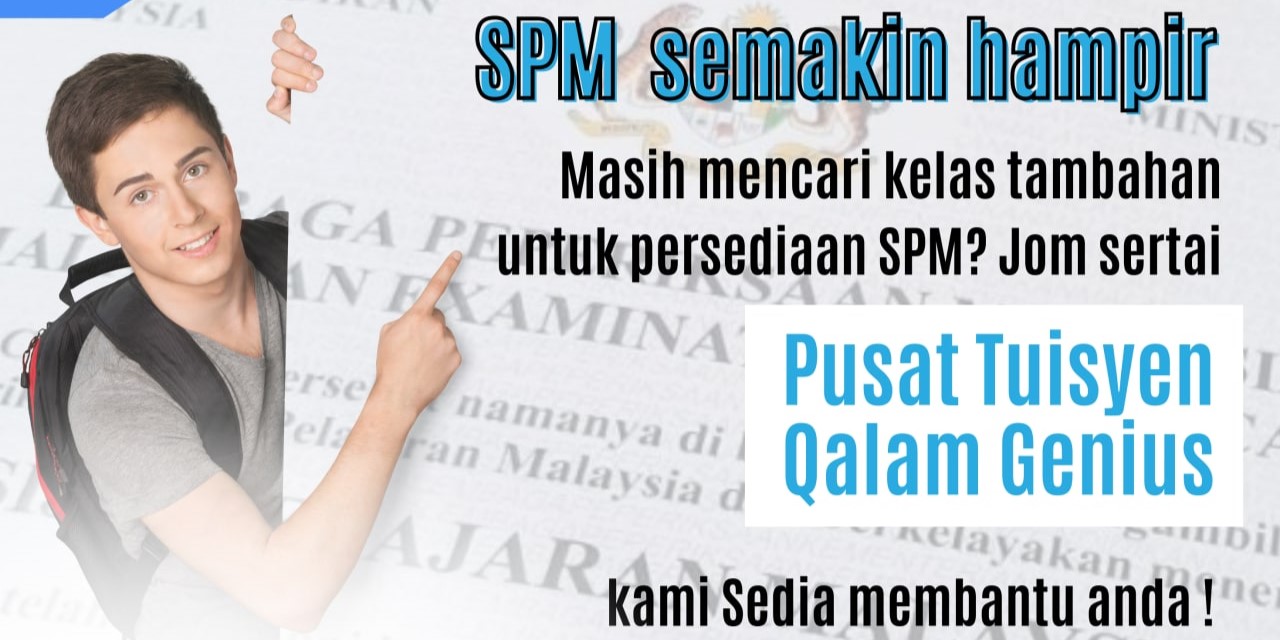 SPM semakin hampir
Masih mencari kelas tambahan
untuk persediaan SPM? Jom sertai
Pusat Tuisyen
Qalam Genius
kami Sedia membantu anda !